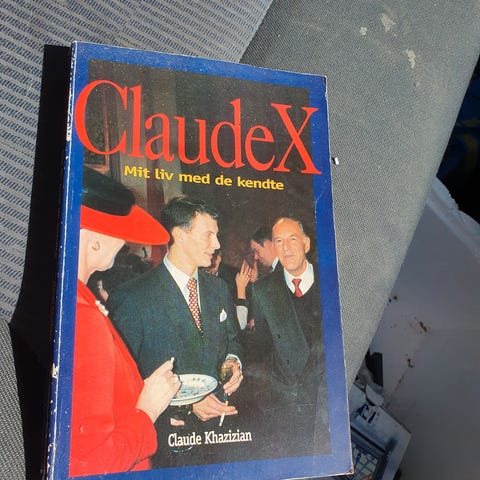 ClaudeX
Mit liv med de kendte
Claude Khazizian